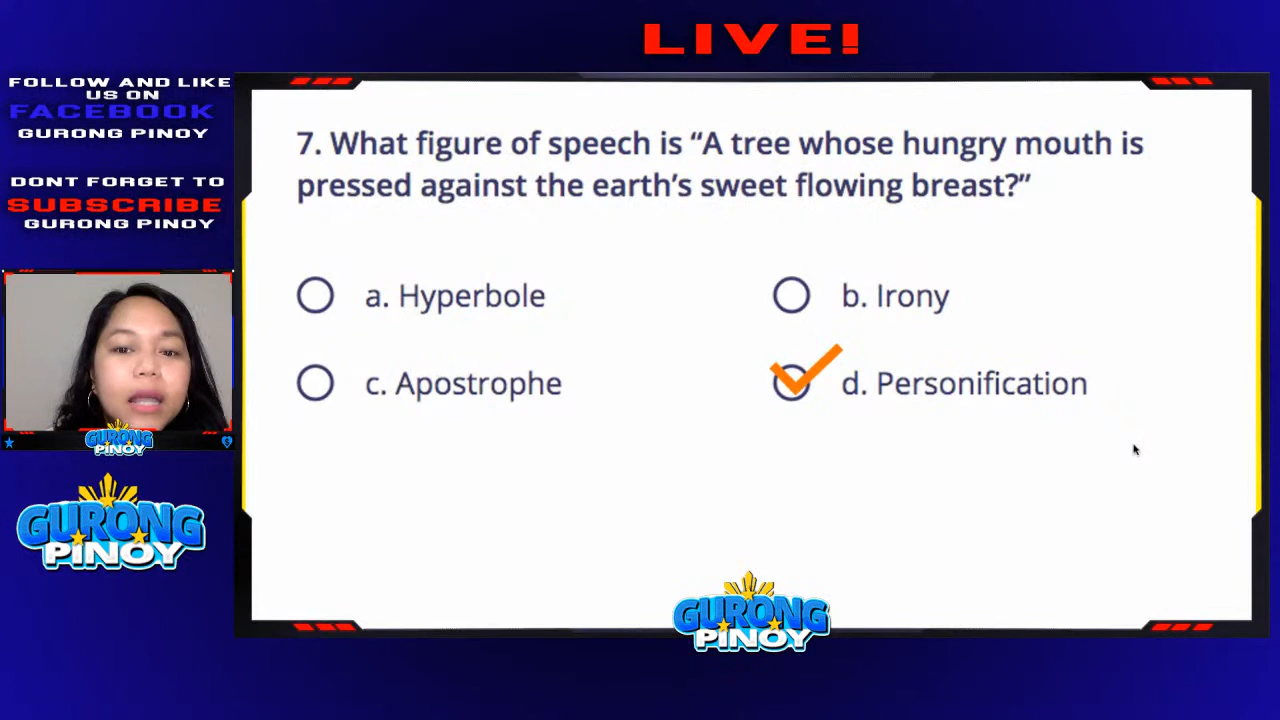 LIVE!
FOLLOW AND LIKE
US ON
FACEBOOK
GURONG PINOY
DONT FORGET TO
SUBSCRIBE
GURONG PINOY
7. What figure of speech is “A tree whose hungry mouth is
pressed against the earth’s sweet flowing breast?”
a. Hyperbole
b. Irony
c. Apostrophe
d. Personification
GURONG
PINOY
GURONG
PINOY
GURONG
PINOY